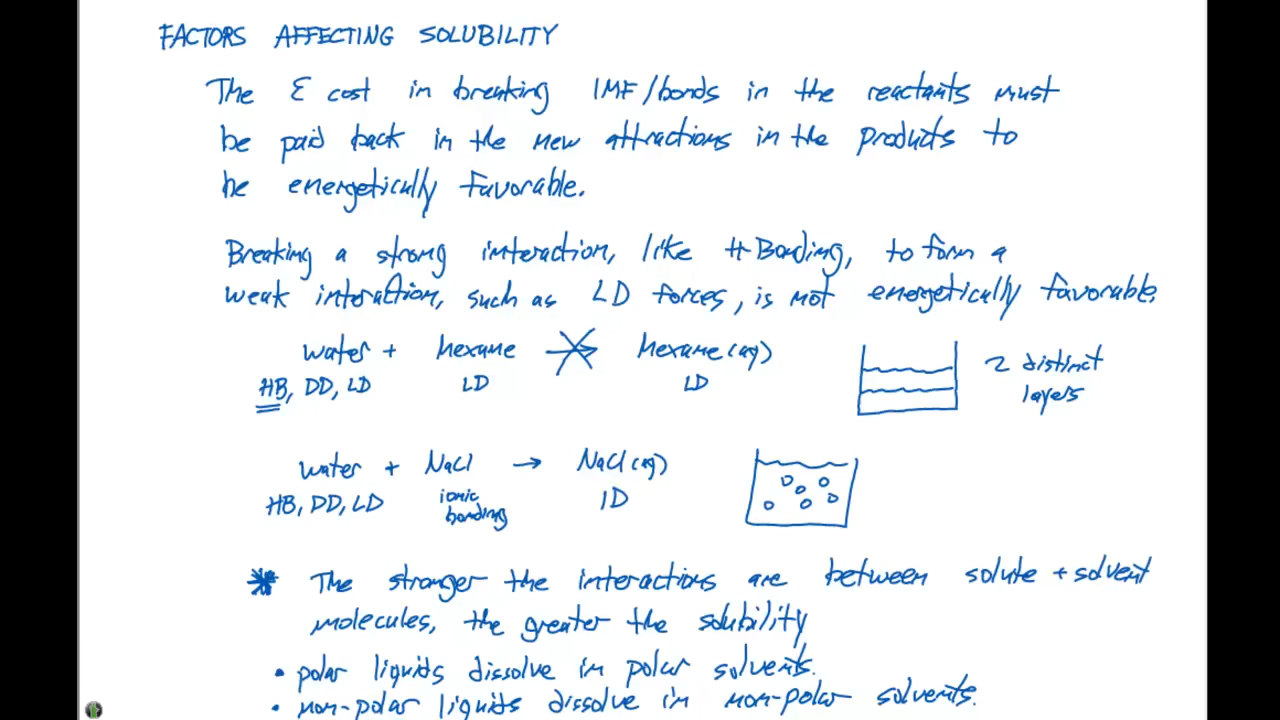 FACTORS AFFECTING SOLUBILITY
The E cost in breaking IMF/bonds in the reactants must
be paid back in the new attractions in the products to
be energetically favorable.
Breaking a strong interaction, like H-Bonding, to form a
weak interaction, such as LD forces, is not energetically favorable.
water + Hexane → Hexane(aq)
HB, DD, LD LD LD
2 distinct
layers
water + NaCl → NaCl(aq)
HB, DD, LD ionic
bonding ID
* The stronger the interactions are between solute + solvent
molecules, the greater the solubility
• polar liquids dissolve in polar solvents.
• non-polar liquids dissolve in non-polar solvents.